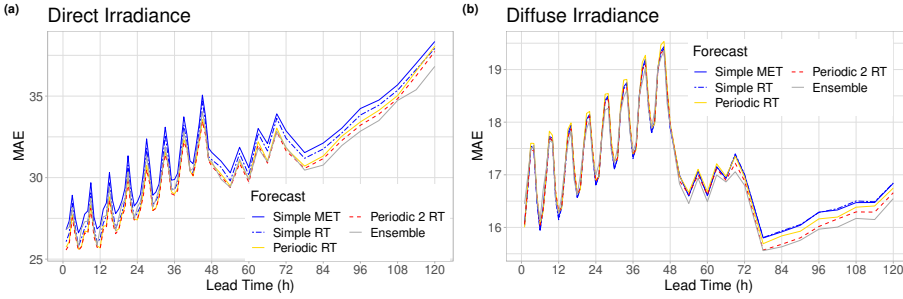 (a)
Direct Irradiance
MAE
35
30
25
0 12 24 36 48 60 72 84 96 108 120
Lead Time (h)
Forecast
Simple MET
Simple RT
Periodic RT
Periodic 2 RT
Ensemble
(b)
Diffuse Irradiance
MAE
19
18
17
16
0 12 24 36 48 60 72 84 96 108 120
Lead Time (h)
Forecast
Simple MET
Simple RT
Periodic RT
Periodic 2 RT
Ensemble